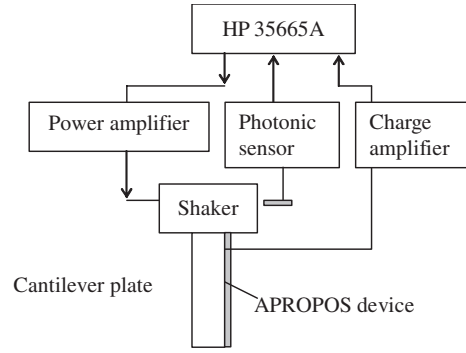 HP 35665A
Power amplifier
Photonic
sensor
Charge
amplifier
Shaker
Cantilever plate
APROPOS device